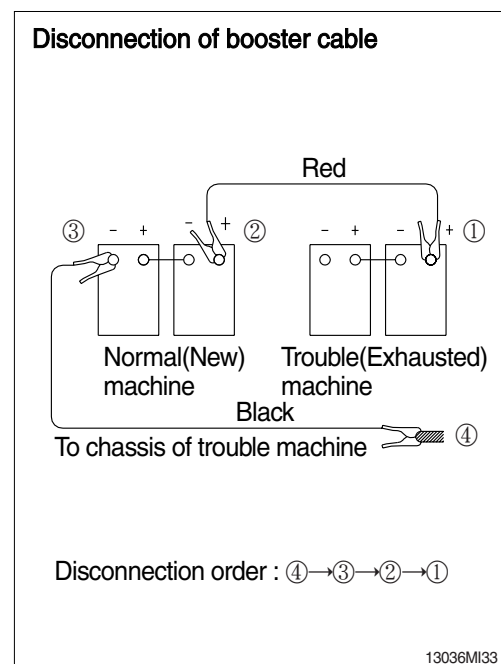 Disconnection of booster cable
Red
③ - + - + ② - + - + ①
Normal(New) Trouble(Exhausted)
machine machine
Black
To chassis of trouble machine ④
Disconnection order : ④→③→②→①
13036MI33